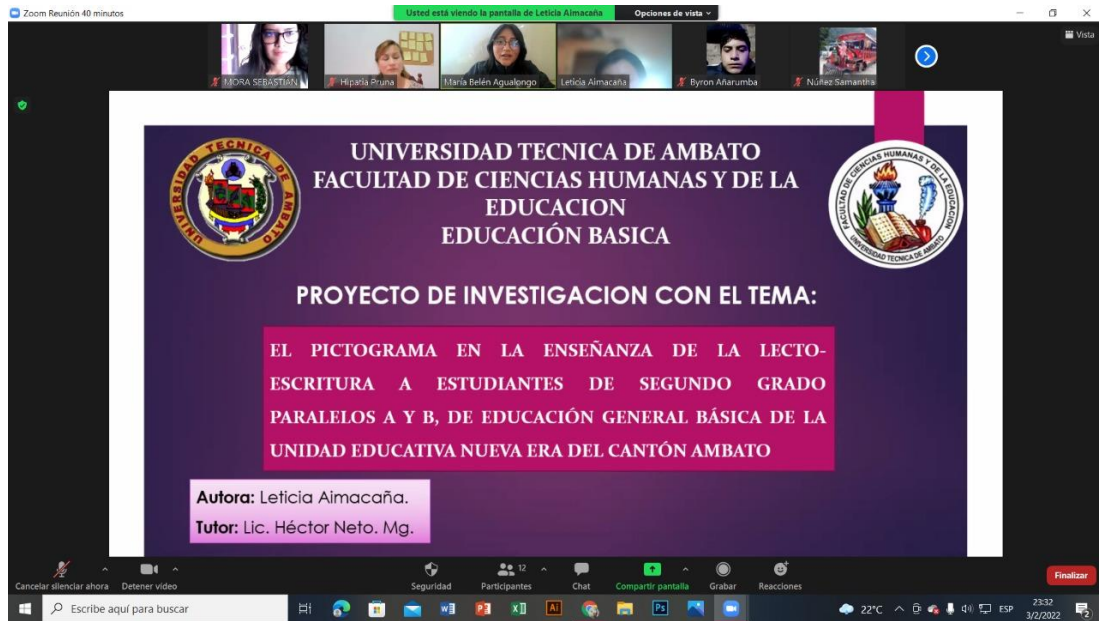 Zoom Reunión 40 minutos
Usted está viendo la pantalla de Leticia Aimacaña
Opciones de vista
Vista
MORA SEBASTIAN
Hipatia Pruna
María Belén Agualongo
Leticia Aimacaña
Byron Añarumba
Núñez Samantha
UNIVERSIDAD TECNICA DE AMBATO
FACULTAD DE CIENCIAS HUMANAS Y DE LA
EDUCACION
EDUCACIÓN BASICA
UNIVERSIDAD TECNICA DE AMBATO
FACULTAD DE CIENCIAS HUMANAS Y DE LA EDUCACION
UNIVERSIDAD TECNICA DE AMBATO
PROYECTO DE INVESTIGACION CON EL TEMA:
EL PICTOGRAMA EN LA ENSEÑANZA DE LA LECTO-
ESCRITURA A ESTUDIANTES DE SEGUNDO GRADO
PARALELOS A Y B, DE EDUCACIÓN GENERAL BÁSICA DE LA
UNIDAD EDUCATIVA NUEVA ERA DEL CANTÓN AMBATO
Autora: Leticia Aimacaña.
Tutor: Lic. Héctor Neto. Mg.
Cancelar silenciar ahora
Detener video
Seguridad
12
Participantes
Chat
Compartir pantalla
Grabar
Reacciones
Finalizar
Escribe aquí para buscar
Ai
Ps
22°C
ESP
23:32
3/2/2022
2